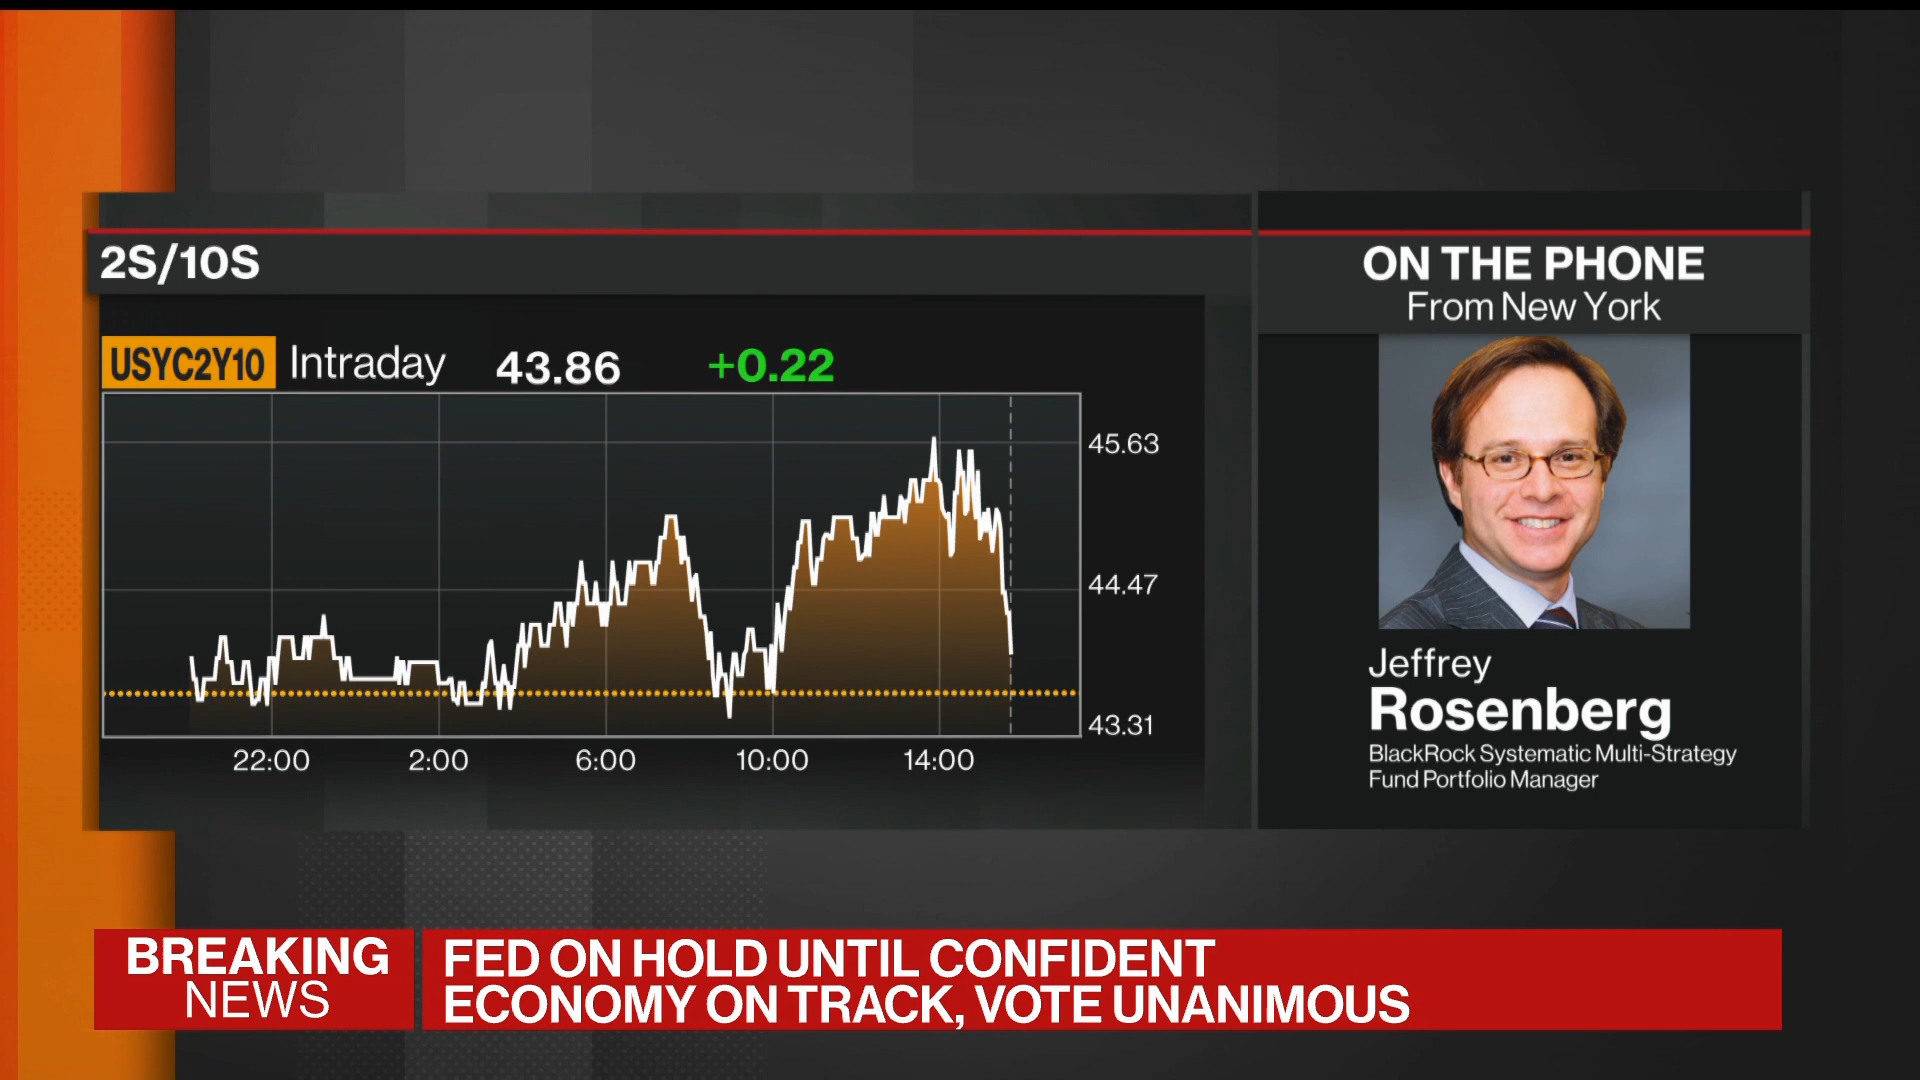 2S/10S
USYC2Y10 Intraday 43.86 +0.22
45.63
44.47
43.31
22:00 2:00 6:00 10:00 14:00
ON THE PHONE
From New York
Jeffrey
Rosenberg
BlackRock Systematic Multi-Strategy
Fund Portfolio Manager
BREAKING
NEWS
FED ON HOLD UNTIL CONFIDENT
ECONOMY ON TRACK, VOTE UNANIMOUS